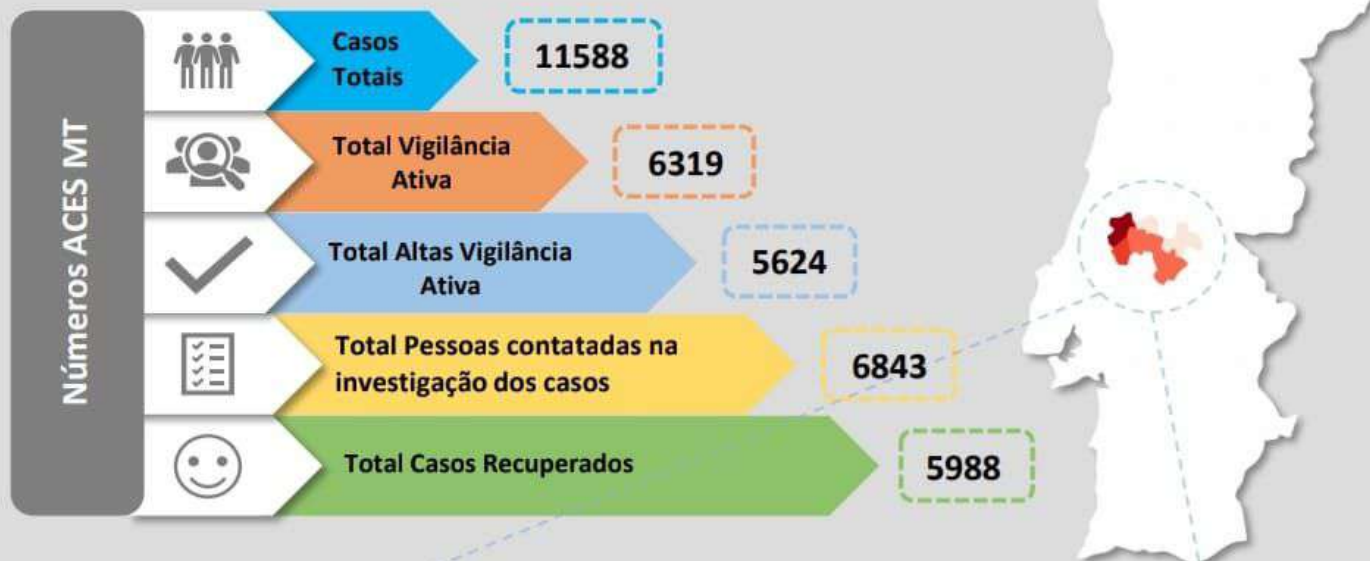 Números ACES MT
Casos
Totais
11588
Total Vigilância
Ativa
6319
Total Altas Vigilância
Ativa
5624
Total Pessoas contatadas na
investigação dos casos
6843
Total Casos Recuperados
5988